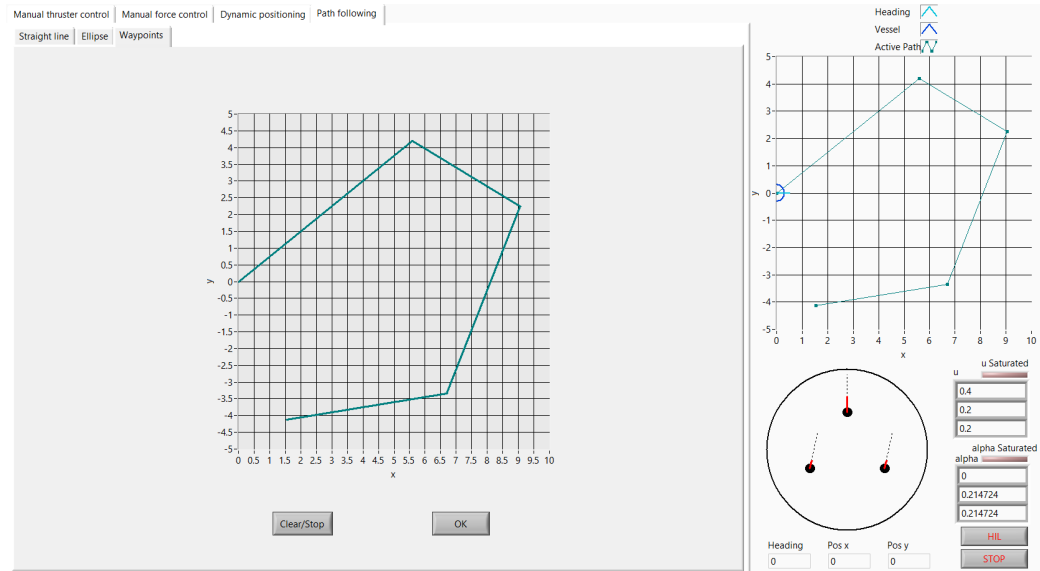 Manual thruster control
Manual force control
Dynamic positioning
Path following
Straight line
Ellipse
Waypoints
5
4.5
4
3.5
3
2.5
2
1.5
1
0.5
0
-0.5
-1
-1.5
-2
-2.5
-3
-3.5
-4
-4.5
-5
y
0 0.5 1 1.5 2 2.5 3 3.5 4 4.5 5 5.5 6 6.5 7 7.5 8 8.5 9 9.5 10
x
Clear/Stop
OK
Heading
Vessel
Active Path
5
4
3
2
1
0
-1
-2
-3
-4
-5
y
0 1 2 3 4 5 6 7 8 9 10
x
u Saturated
u
0.4
0.2
0.2
alpha Saturated
alpha
0
0.214724
0.214724
HIL
STOP
Heading
Pos x
Pos y
0
0
0